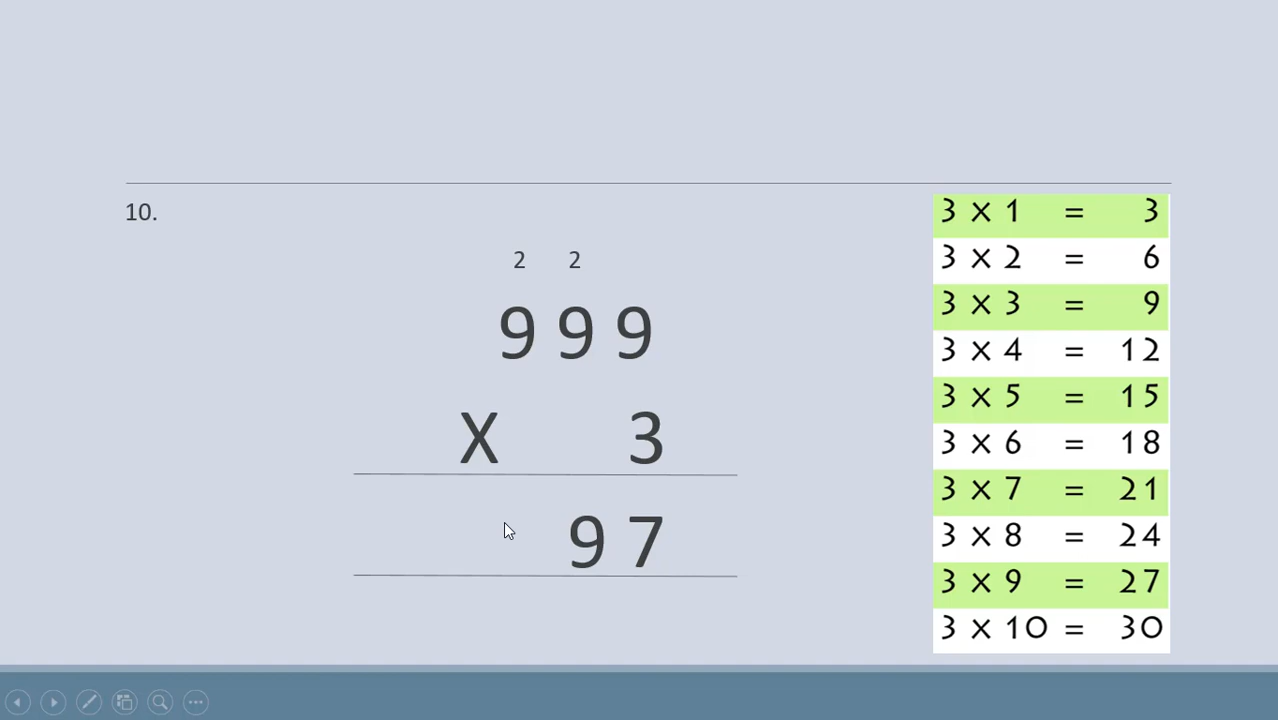 10.
2 2
9 9 9
X 3
9 7
3 × 1 = 3
3 × 2 = 6
3 × 3 = 9
3 × 4 = 12
3 × 5 = 15
3 × 6 = 18
3 × 7 = 21
3 × 8 = 24
3 × 9 = 27
3 × 10 = 30